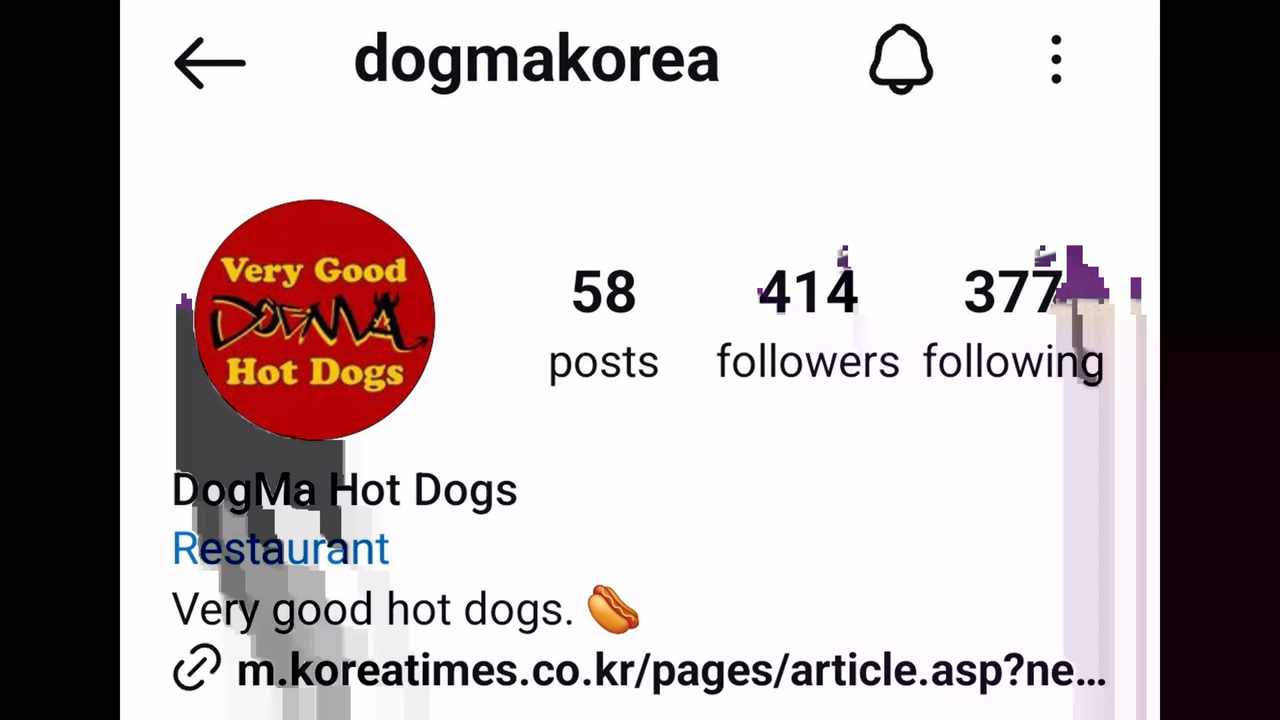 dogmakorea
Very Good
DOGMA
Hot Dogs
58 414 377
posts followers following
DogMa Hot Dogs
Restaurant
Very good hot dogs. 🌭
m.koreatimes.co.kr/pages/article.asp?ne...